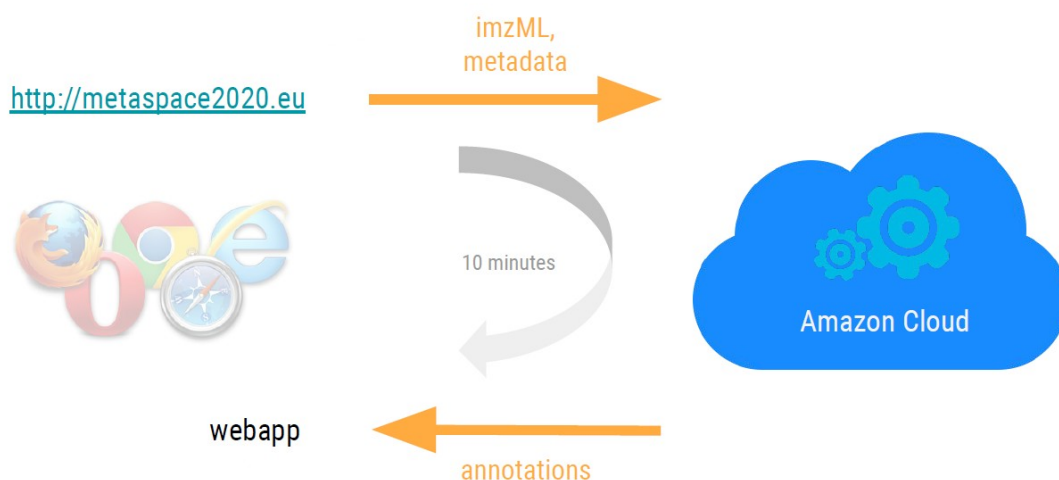 imzML,
metadata
http://metaspace2020.eu
10 minutes
Amazon Cloud
webapp
annotations